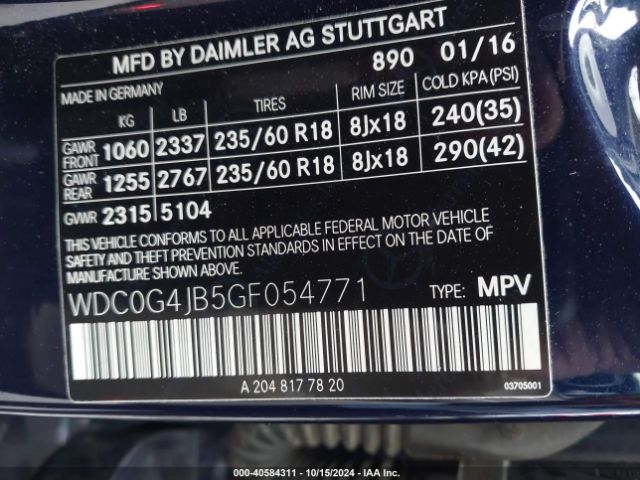 MFD BY DAIMLER AG STUTTGART
890 01/16
MADE IN GERMANY
KG LB TIRES RIM SIZE COLD KPA(PSI)
GAWR FRONT 1060 2337 235/60 R18 8Jx18 240(35)
GAWR REAR 1255 2767 235/60 R18 8Jx18 290(42)
GVWR 2315 5104
THIS VEHICLE CONFORMS TO ALL APPLICABLE FEDERAL MOTOR VEHICLE
SAFETY AND THEFT PREVENTION STANDARDS IN EFFECT ON THE DATE OF
MANUFACTURE SHOWN ABOVE.
WDC0G4JB5GF054771 TYPE: MPV
A 204 817 78 20 03705001
000-40584311 - 10/15/2024 - IAA Inc.